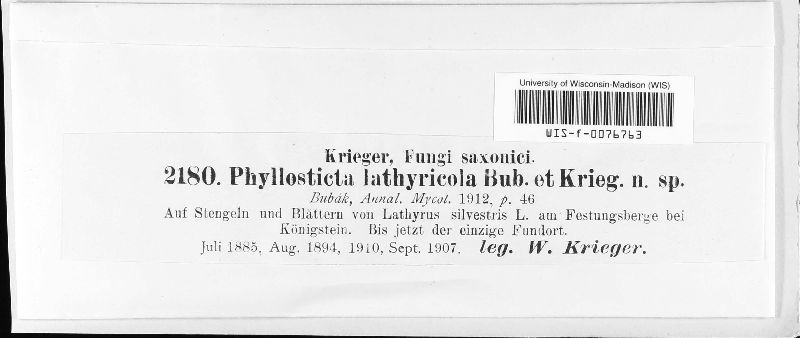 University of Wisconsin-Madison (WIS)
WIS-f-0076763
Krieger, Fungi saxonici.
2180. Phyllosticta lathyricola Bub. et Krieg. n. sp.
Bubák, Annal. Mycot. 1912, p. 46
Auf Stengeln und Blättern von Lathyrus silvestris L. am Festungsberge bei
Königstein. Bis jetzt der einzige Fundort.
Juli 1885, Aug. 1894, 1910, Sept. 1907. leg. W. Krieger.